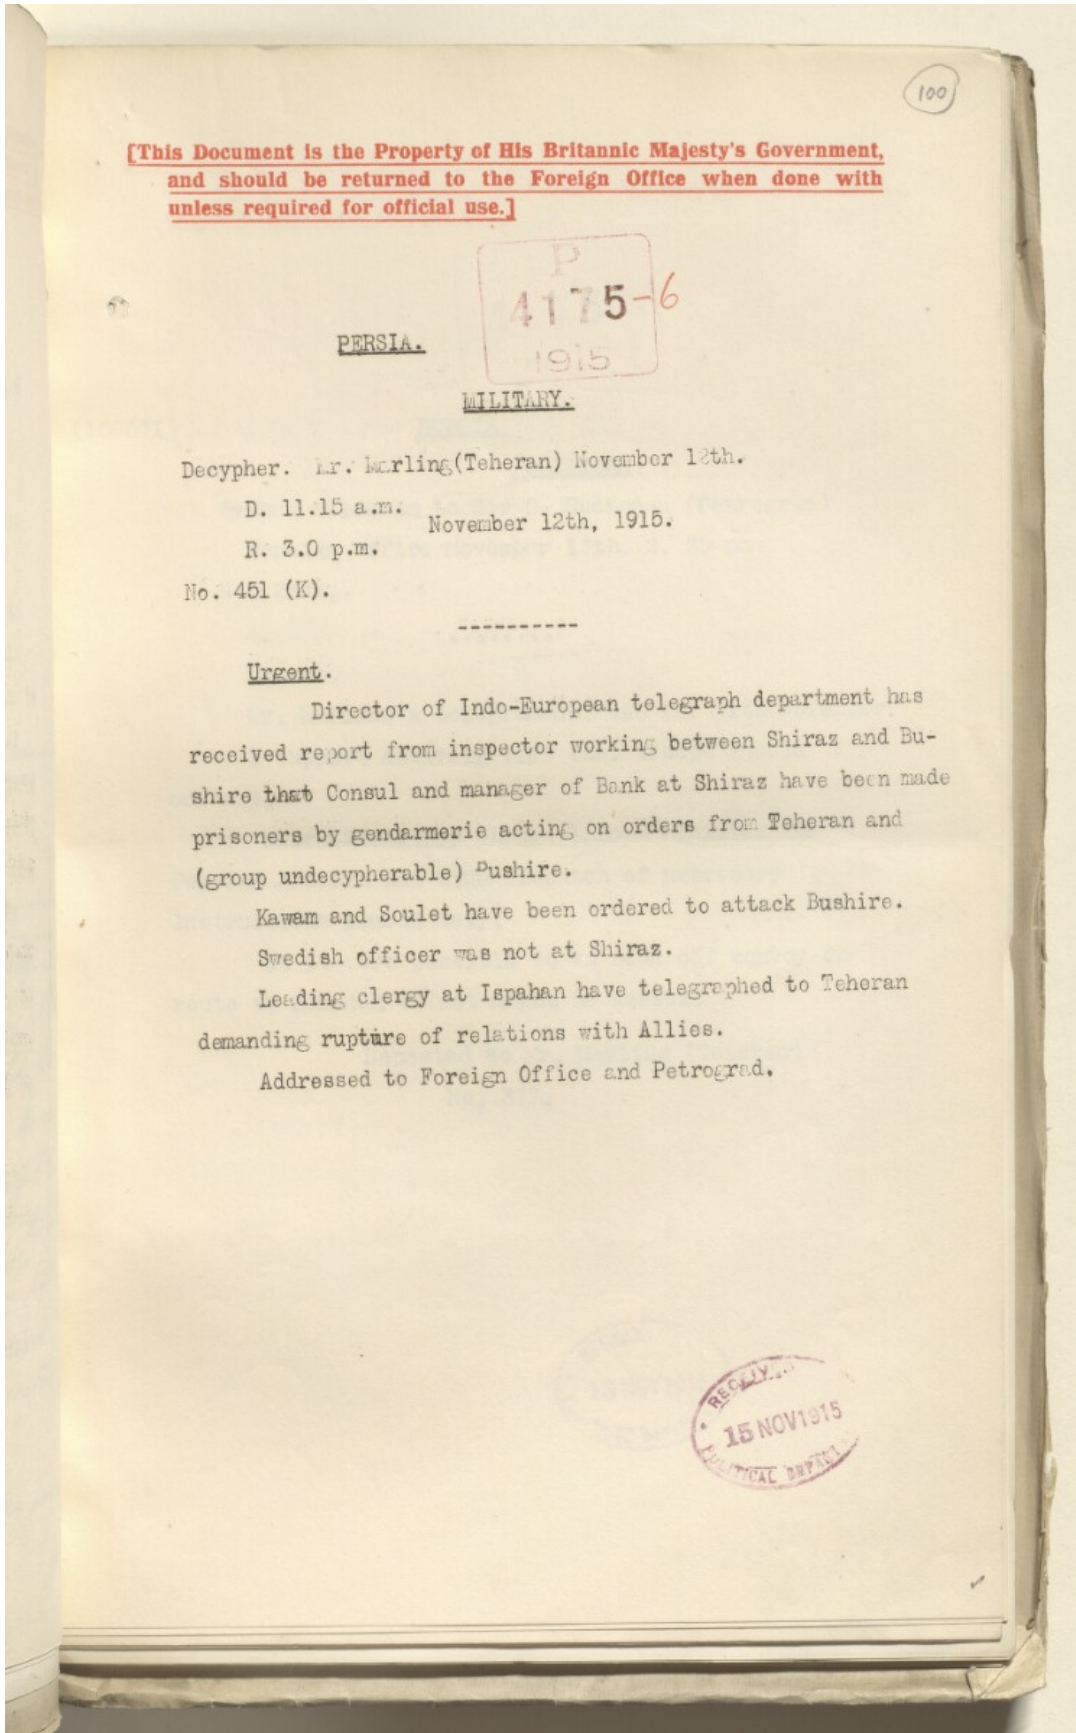 100
[This Document is the Property of His Britannic Majesty's Government,
and should be returned to the Foreign Office when done with
unless required for official use.]
P
4175-6
1915
PERSIA.
MILITARY.
Decypher. Mr. Marling(Teheran) November 12th.
D. 11.15 a.m.
November 12th, 1915.
R. 3.0 p.m.
No. 451 (K).
----------
Urgent.
Director of Indo-European telegraph department has
received report from inspector working between Shiraz and Bu-
shire that Consul and manager of Bank at Shiraz have been made
prisoners by gendarmerie acting on orders from Teheran and
(group undecypherable) Bushire.
Kawam and Soulet have been ordered to attack Bushire.
Swedish officer was not at Shiraz.
Leading clergy at Ispahan have telegraphed to Teheran
demanding rupture of relations with Allies.
Addressed to Foreign Office and Petrograd.
RECEIVED
15 NOV 1915
POLITICAL DEPART